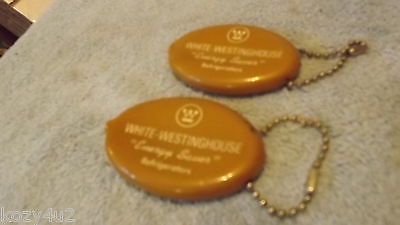 W
WHITE-WESTINGHOUSE
"Energy Saver"
Refrigerators
W
WHITE-WESTINGHOUSE
"Energy Saver"
Refrigerators
kozy4u2